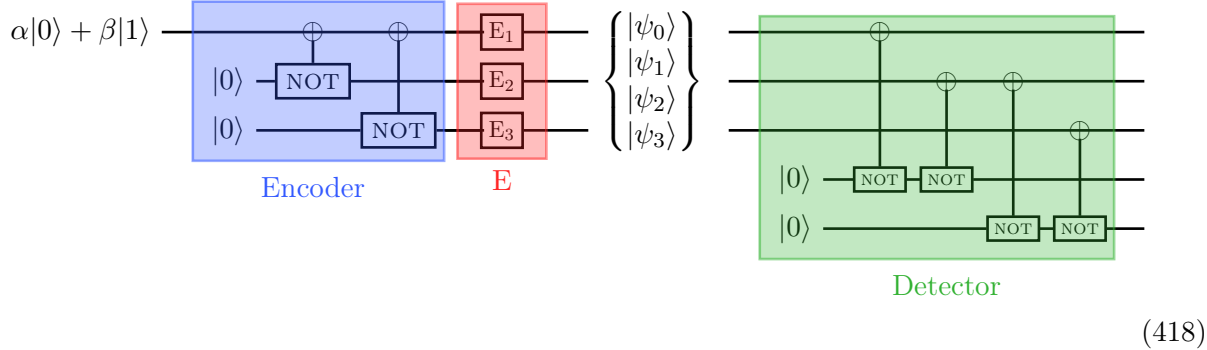 α|0⟩ + β|1⟩ E₁ |ψ₀⟩
|0⟩ NOT E₂ |ψ₁⟩
|ψ₂⟩
|0⟩ NOT E₃ |ψ₃⟩
|0⟩ NOT NOT
|0⟩ NOT NOT
Encoder E
Detector
(418)